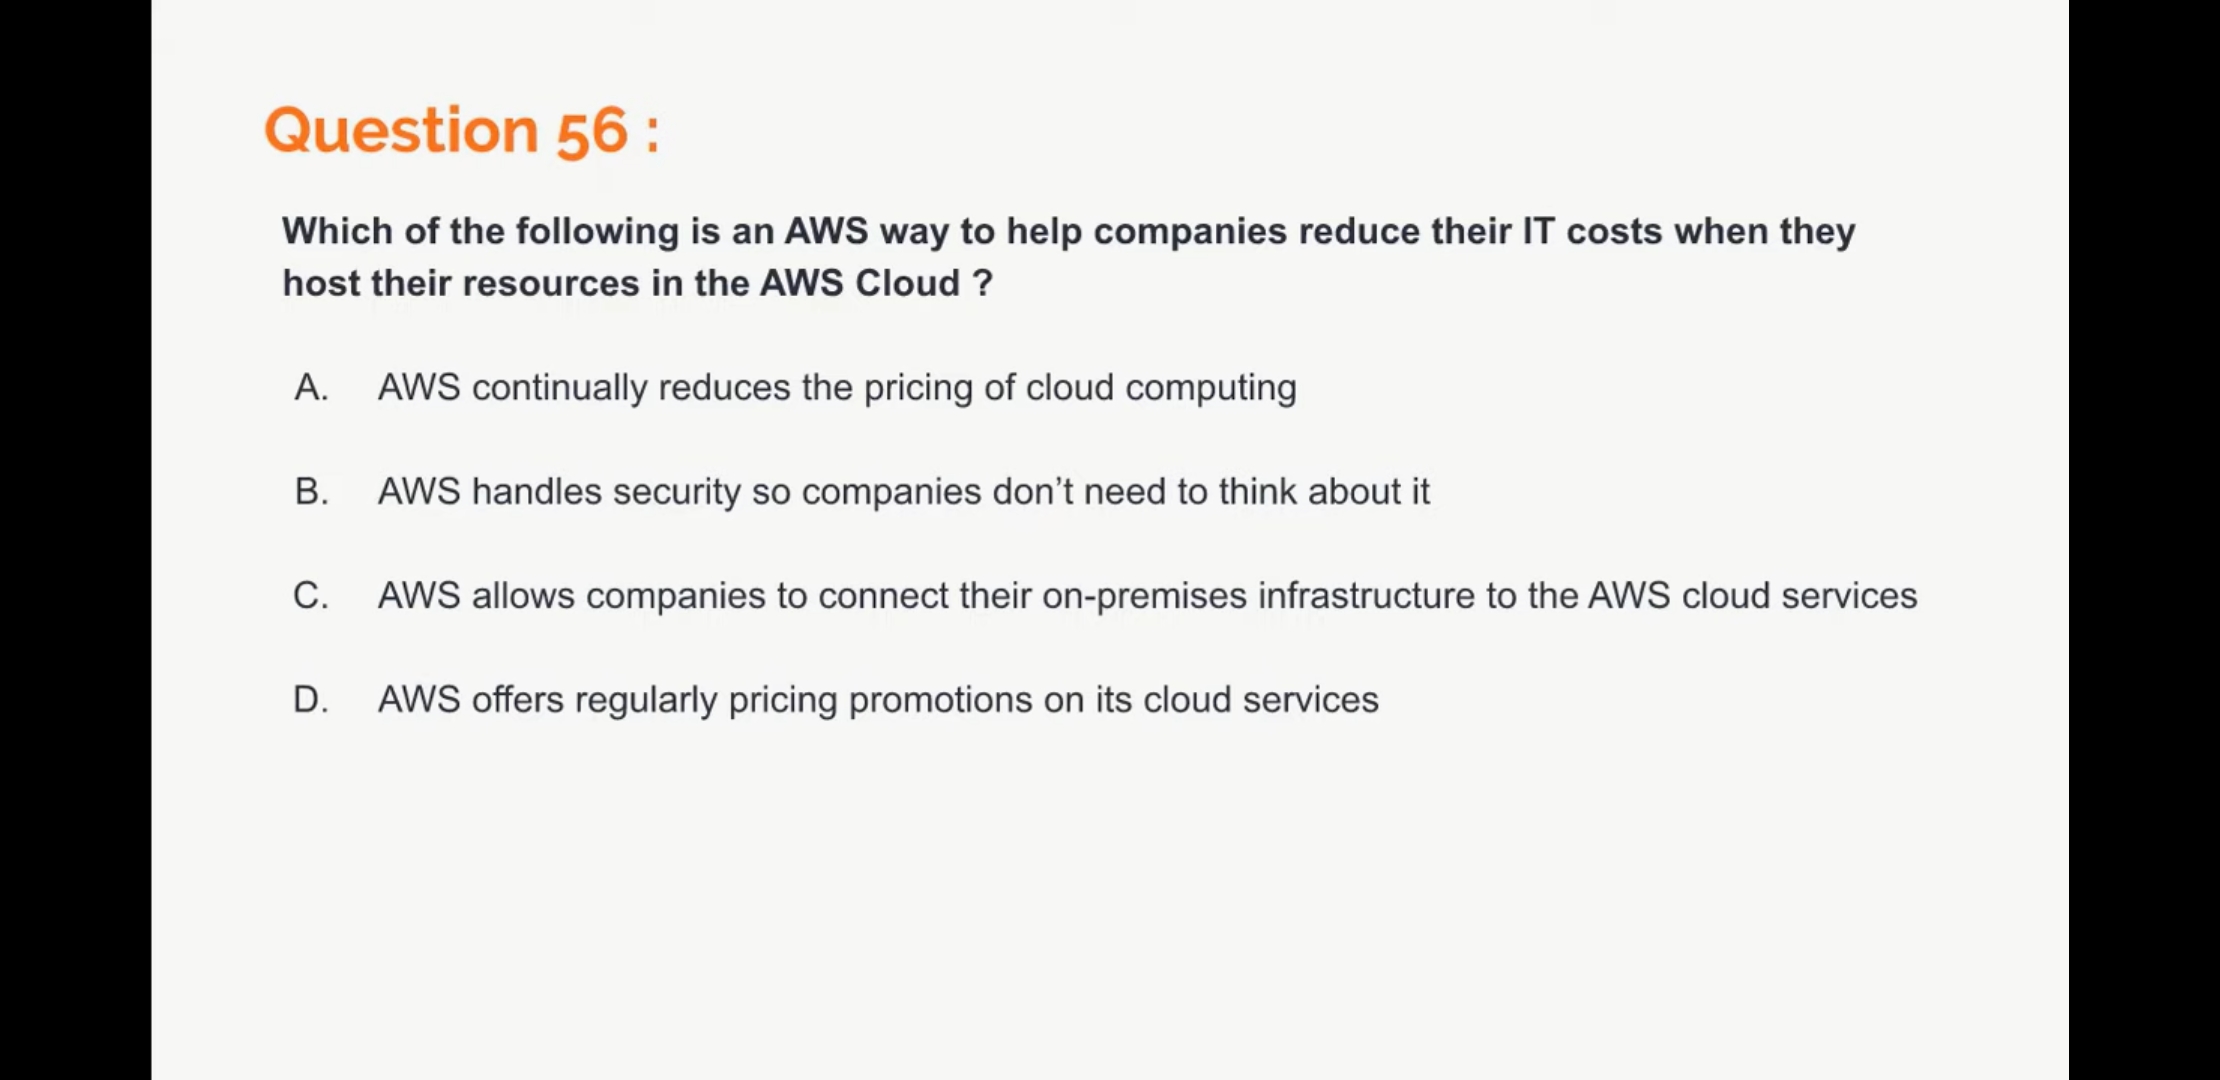 Question 56 :
Which of the following is an AWS way to help companies reduce their IT costs when they
host their resources in the AWS Cloud ?
A. AWS continually reduces the pricing of cloud computing
B. AWS handles security so companies don’t need to think about it
C. AWS allows companies to connect their on-premises infrastructure to the AWS cloud services
D. AWS offers regularly pricing promotions on its cloud services